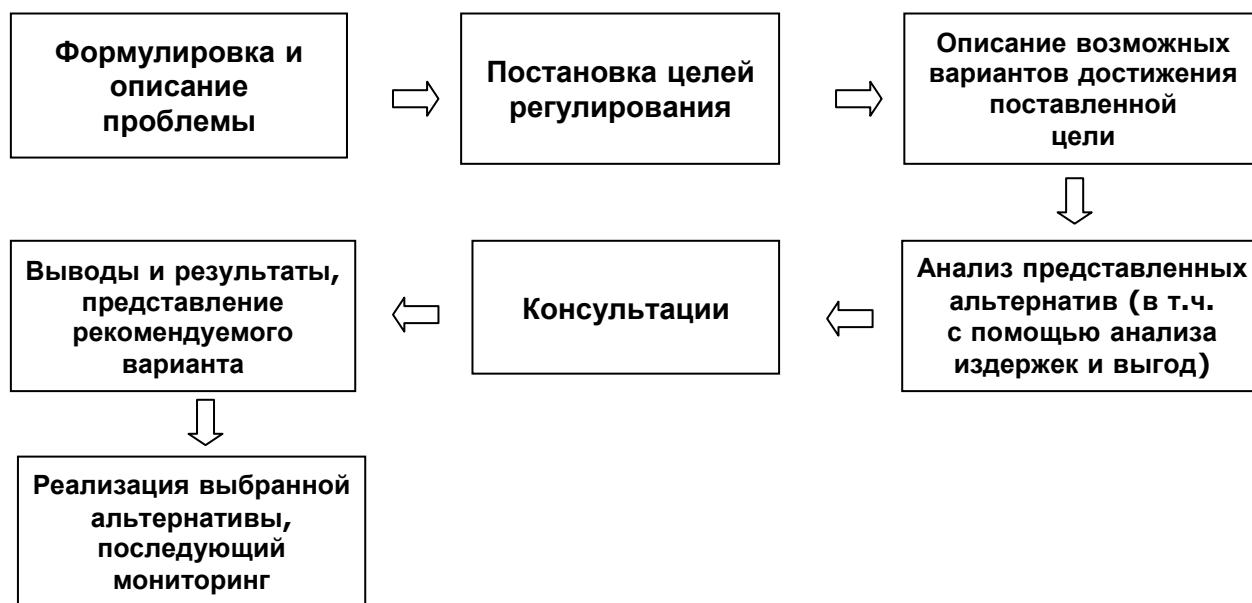 Формулировка и
описание
проблемы
Постановка целей
регулирования
Описание возможных
вариантов достижения
поставленной
цели
Анализ представленных
альтернатив (в т.ч.
с помощью анализа
издержек и выгод)
Консультации
Выводы и результаты,
представление
рекомендуемого
варианта
Реализация выбранной
альтернативы,
последующий
мониторинг